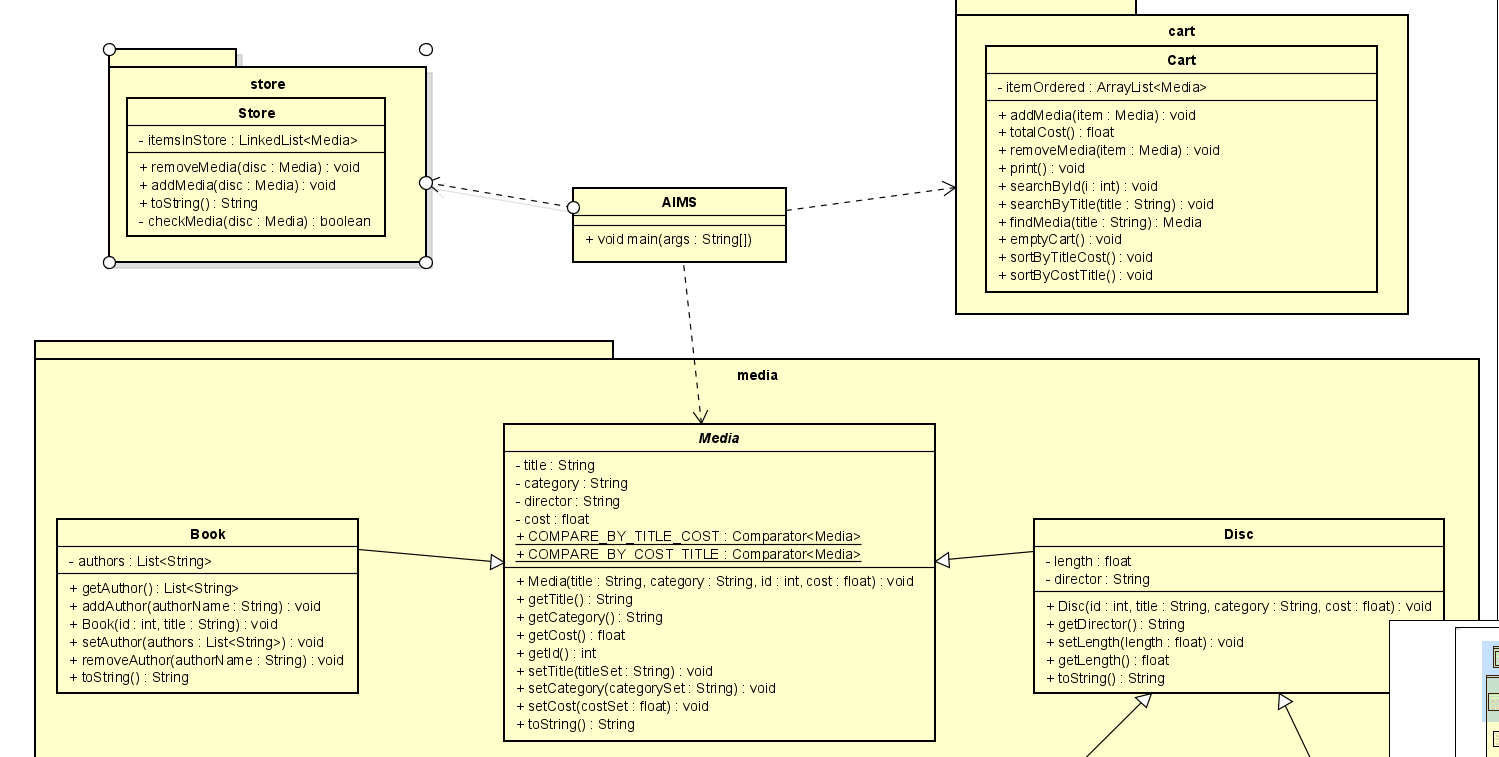 store
Store
- itemsInStore : LinkedList<Media>
+ removeMedia(disc : Media) : void
+ addMedia(disc : Media) : void
+ toString() : String
- checkMedia(disc : Media) : boolean
AIMS
+ void main(args : String[])
cart
Cart
- itemOrdered : ArrayList<Media>
+ addMedia(item : Media) : void
+ totalCost() : float
+ removeMedia(item : Media) : void
+ print() : void
+ searchById(i : int) : void
+ searchByTitle(title : String) : void
+ findMedia(title : String) : Media
+ emptyCart() : void
+ sortByTitleCost() : void
+ sortByCostTitle() : void
media
Book
- authors : List<String>
+ getAuthor() : List<String>
+ addAuthor(authorName : String) : void
+ Book(id : int, title : String) : void
+ setAuthor(authors : List<String>) : void
+ removeAuthor(authorName : String) : void
+ toString() : String
Media
- title : String
- category : String
- director : String
- cost : float
+ COMPARE_BY_TITLE_COST : Comparator<Media>
+ COMPARE_BY_COST_TITLE : Comparator<Media>
+ Media(title : String, category : String, id : int, cost : float) : void
+ getTitle() : String
+ getCategory() : String
+ getCost() : float
+ getId() : int
+ setTitle(titleSet : String) : void
+ setCategory(categorySet : String) : void
+ setCost(costSet : float) : void
+ toString() : String
Disc
- length : float
- director : String
+ Disc(id : int, title : String, category : String, cost : float) : void
+ getDirector() : String
+ setLength(length : float) : void
+ getLength() : float
+ toString() : String